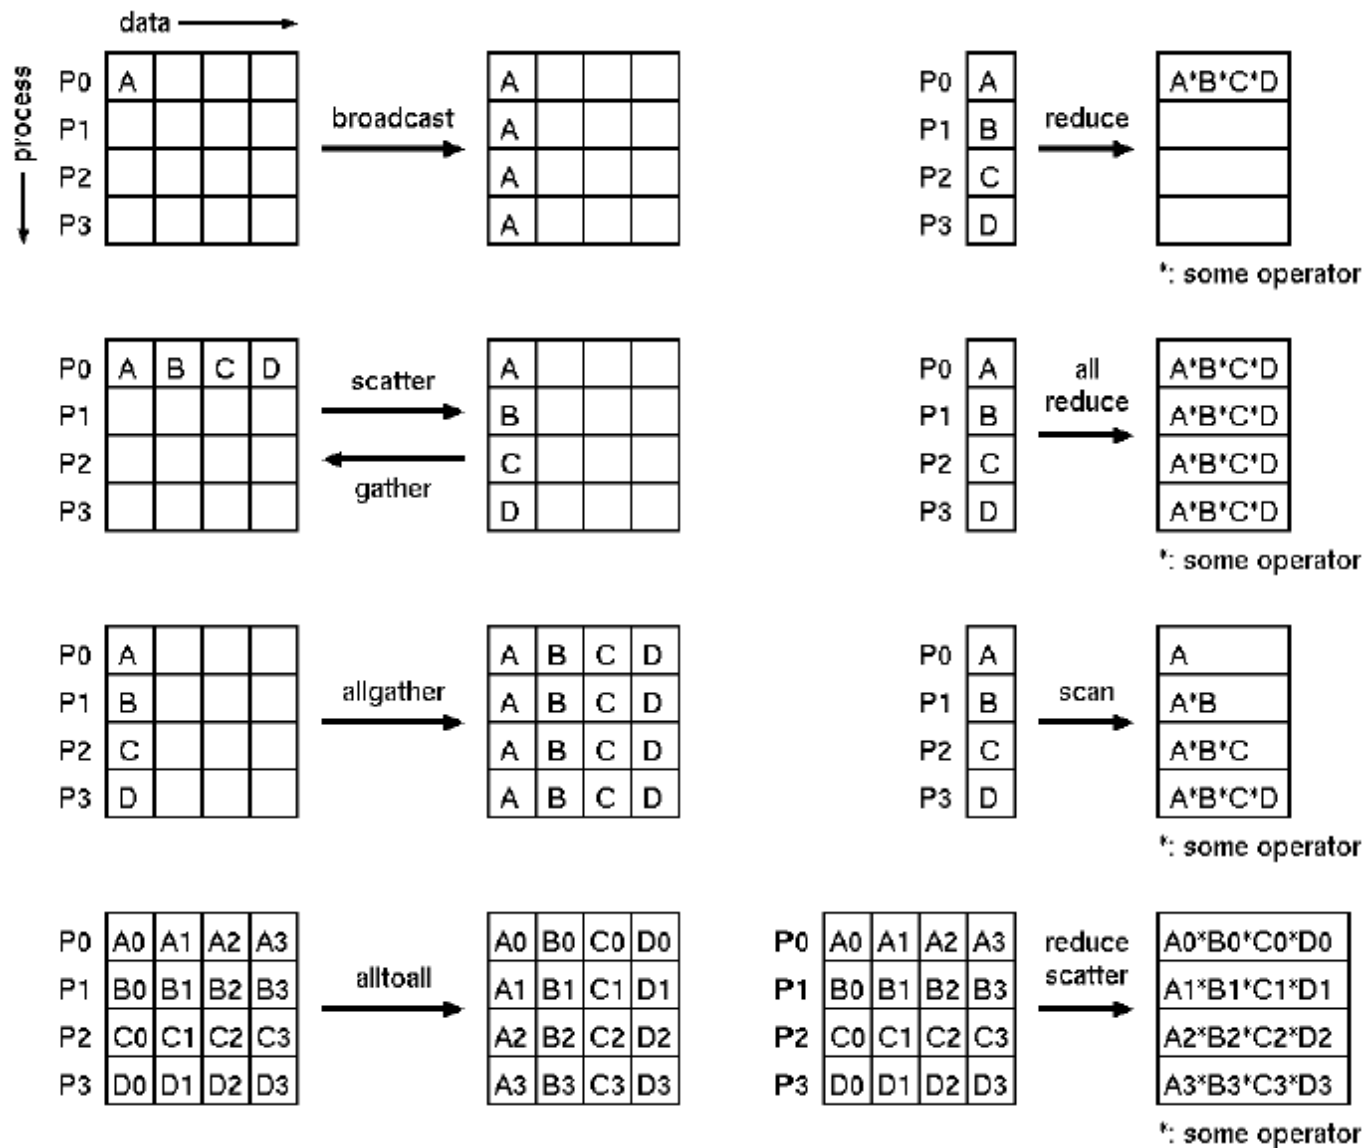 data
process
P0 A
P1
P2
P3
broadcast
A
A
A
A
P0 A
P1 B
P2 C
P3 D
reduce
A*B*C*D
*: some operator
P0 A B C D
P1
P2
P3
scatter
gather
A
B
C
D
P0 A
P1 B
P2 C
P3 D
all
reduce
A*B*C*D
A*B*C*D
A*B*C*D
A*B*C*D
*: some operator
P0 A
P1 B
P2 C
P3 D
allgather
A B C D
A B C D
A B C D
A B C D
P0 A
P1 B
P2 C
P3 D
scan
A
A*B
A*B*C
A*B*C*D
*: some operator
P0 A0 A1 A2 A3
P1 B0 B1 B2 B3
P2 C0 C1 C2 C3
P3 D0 D1 D2 D3
alltoall
A0 B0 C0 D0
A1 B1 C1 D1
A2 B2 C2 D2
A3 B3 C3 D3
P0 A0 A1 A2 A3
P1 B0 B1 B2 B3
P2 C0 C1 C2 C3
P3 D0 D1 D2 D3
reduce
scatter
A0*B0*C0*D0
A1*B1*C1*D1
A2*B2*C2*D2
A3*B3*C3*D3
*: some operator